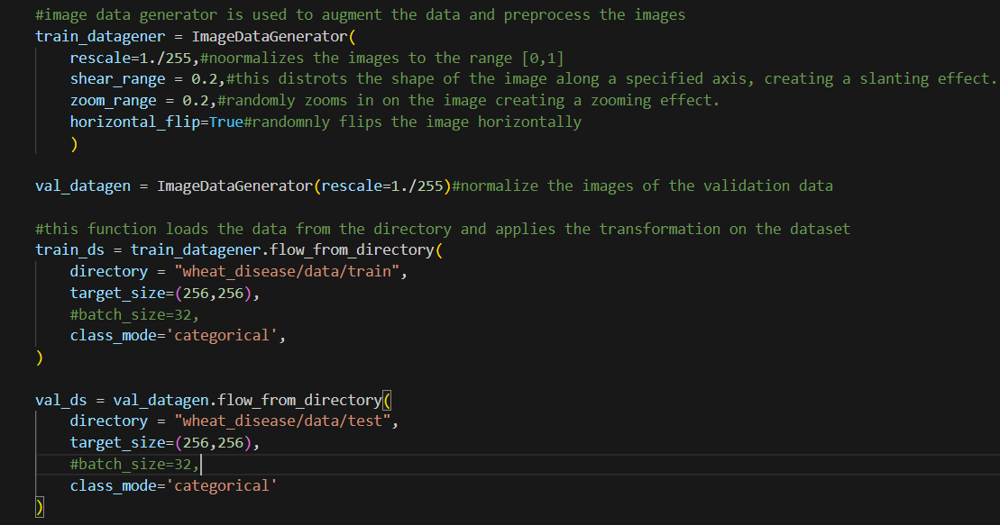 #image data generator is used to augment the data and preprocess the images
train_datagener = ImageDataGenerator(
rescale=1./255,#noormalizes the images to the range [0,1]
shear_range = 0.2,#this distrots the shape of the image along a specified axis, creating a slanting effect.
zoom_range = 0.2,#randomly zooms in on the image creating a zooming effect.
horizontal_flip=True#randomnly flips the image horizontally
)
val_datagen = ImageDataGenerator(rescale=1./255)#normalize the images of the validation data
#this function loads the data from the directory and applies the transformation on the dataset
train_ds = train_datagener.flow_from_directory(
directory = "wheat_disease/data/train",
target_size=(256,256),
#batch_size=32,
class_mode='categorical',
)
val_ds = val_datagen.flow_from_directory(
directory = "wheat_disease/data/test",
target_size=(256,256),
#batch_size=32,
class_mode='categorical'
)